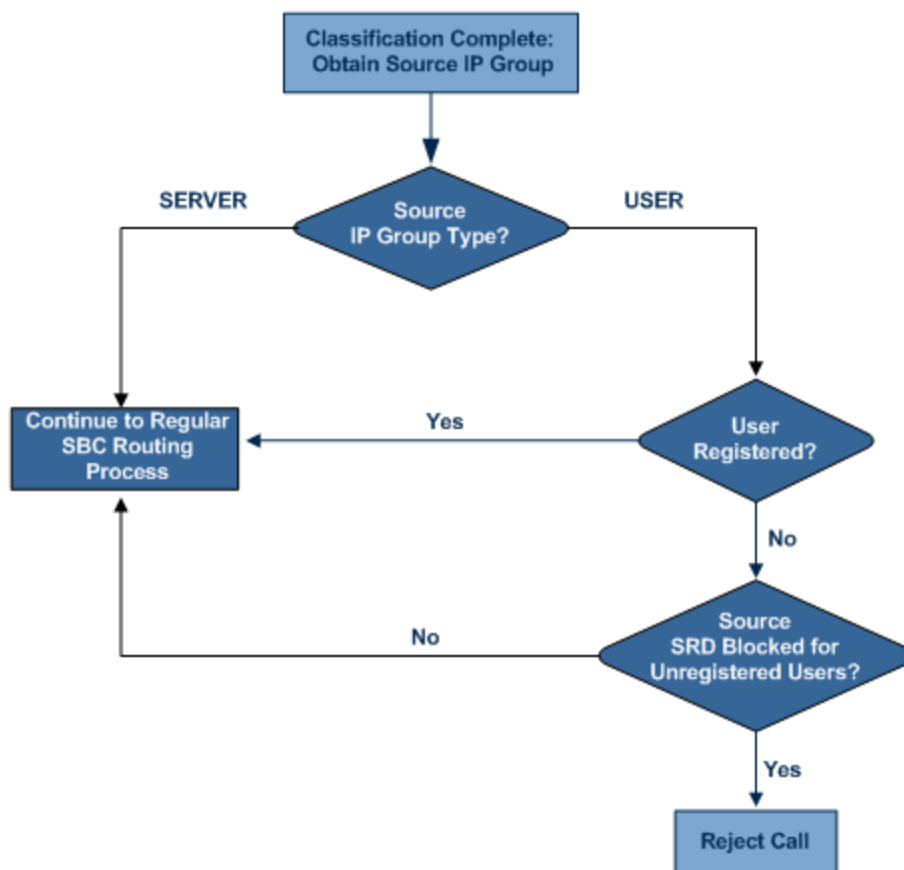 Classification Complete:
Obtain Source IP Group
SERVER
USER
Source
IP Group Type?
Continue to Regular
SBC Routing
Process
Yes
User
Registered?
No
Source
SRD Blocked for
Unregistered Users?
No
Yes
Reject Call